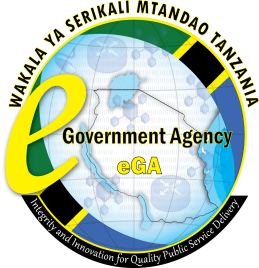 WAKALA YA SERIKALI MTANDAO TANZANIA
e Government Agency
eGA
Integrity and Innovation for Quality Public Service Delivery